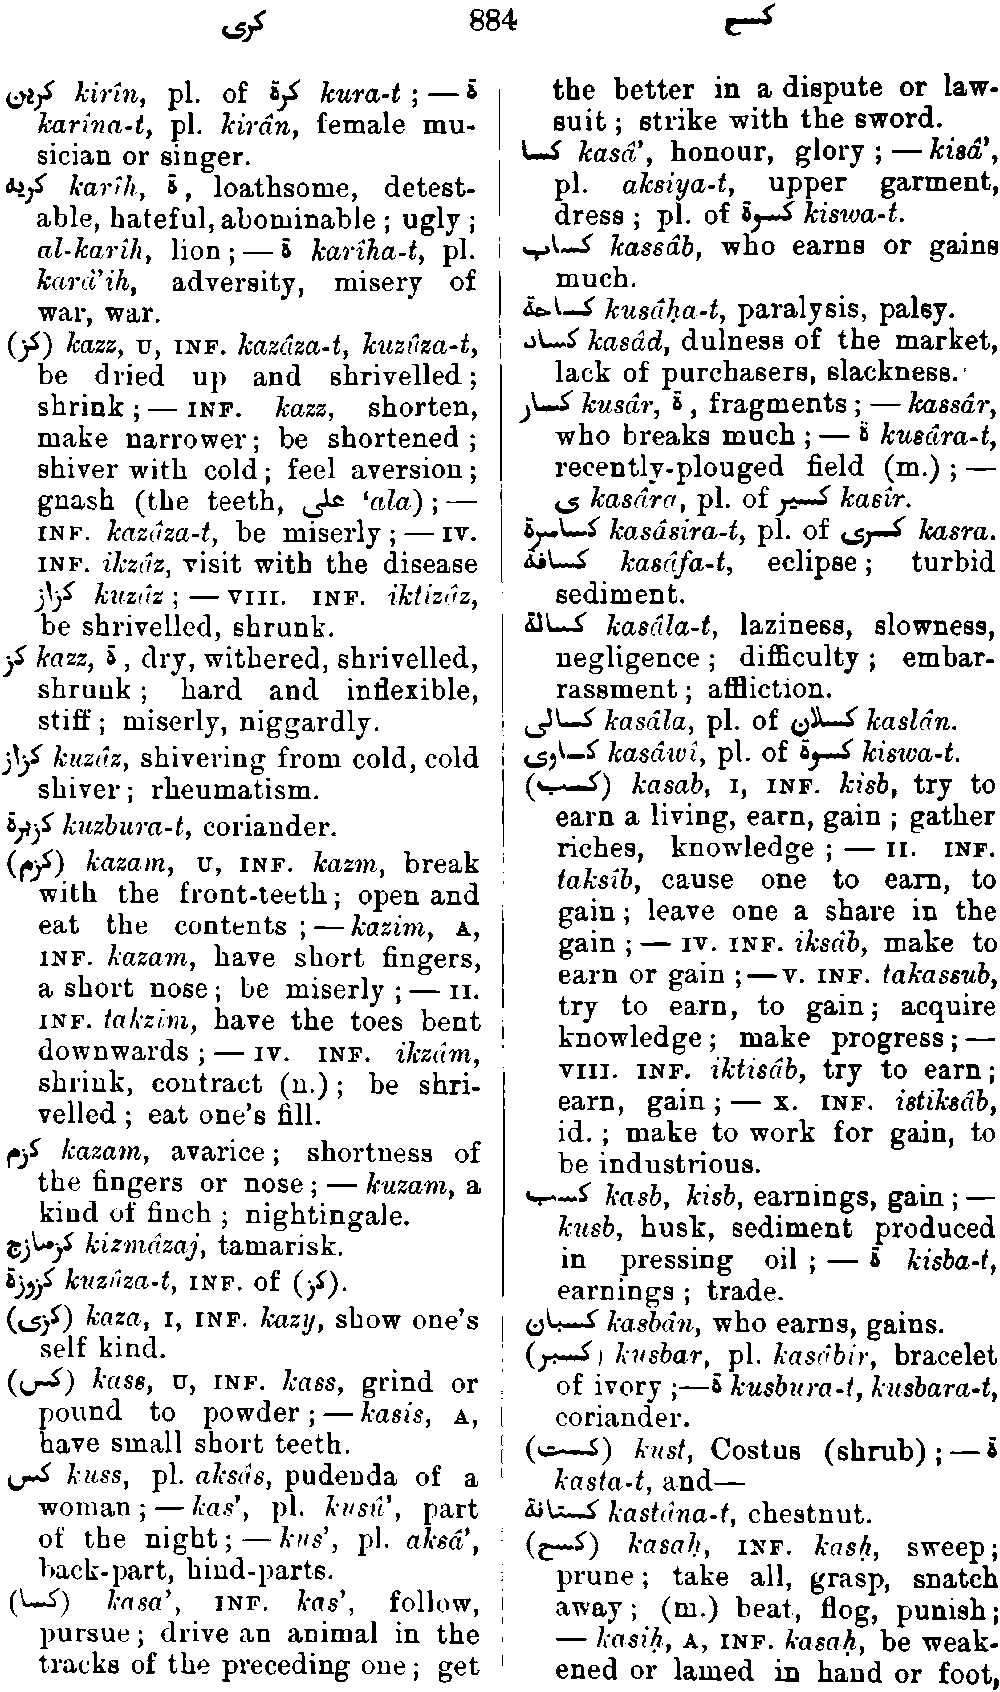 كرى 884 كسح
كرين kirîn, pl. of كرة kura-t ; — ة
karîna-t, pl. kirân, female mu-
sician or singer.
كريه karîh, ة, loathsome, detest-
able, hateful, abominable ; ugly ;
al-karîh, lion ; — ة karîha-t, pl.
karâ'ih, adversity, misery of
war, war.
(كز) kazz, U, INF. kazâza-t, kuzûza-t,
be dried up and shrivelled ;
shrink ; — INF. kazz, shorten,
make narrower ; be shortened ;
shiver with cold ; feel aversion ;
gnash (the teeth, على ‘ala) ; —
INF. kazâza-t, be miserly ; — IV.
INF. ikzâz, visit with the disease
كزاز kuzâz ; — VIII. INF. iktizâz,
be shrivelled, shrunk.
كز kazz, ة, dry, withered, shrivelled,
shrunk ; hard and inflexible,
stiff ; miserly, niggardly.
كزاز kuzâz, shivering from cold, cold
shiver ; rheumatism.
كزبرة kuzbura-t, coriander.
(كزم) kazam, U, INF. kazm, break
with the front-teeth ; open and
eat the contents ; — kazim, A,
INF. kazam, have short fingers,
a short nose ; be miserly ; — II.
INF. takzîm, have the toes bent
downwards ; — IV. INF. ikzâm,
shrink, contract (n.) ; be shri-
velled ; eat one's fill.
كزم kazam, avarice ; shortness of
the fingers or nose ; — kuzam, a
kind of finch ; nightingale.
كزمازج kizmâzaj, tamarisk.
كزوزة kuzûza-t, INF. of (كز).
(كزى) kaza, I, INF. kazy, show one's
self kind.
(كس) kass, U, INF. kass, grind or
pound to powder ; — kasis, A,
have small short teeth.
كس kuss, pl. aksâs, pudenda of a
woman ; — kas', pl. kusû', part
of the night ; — kus', pl. aksâ',
back-part, hind-parts.
(كسا) kasa', INF. kas', follow,
pursue ; drive an animal in the
tracks of the preceding one ; get
the better in a dispute or law-
suit ; strike with the sword.
كسا kasâ', honour, glory ; — kisâ',
pl. aksiya-t, upper garment,
dress ; pl. of كسوة kiswa-t.
كساب kassâb, who earns or gains
much.
كساحة kusâḥa-t, paralysis, palsy.
كساد kasâd, dulness of the market,
lack of purchasers, slackness.
كسار kusâr, ة, fragments ; — kassâr,
who breaks much ; — ة kusâra-t,
recently-plouged field (m.) ; —
ى kasâra, pl. of كسير kasîr.
كساسرة kasâsira-t, pl. of كسرى kasra.
كسافة kasâfa-t, eclipse ; turbid
sediment.
كسالة kasâla-t, laziness, slowness,
negligence ; difficulty ; embar-
rassment ; affliction.
كسالى kasâla, pl. of كسلان kaslân.
كساوى kasâwî, pl. of كسوة kiswa-t.
(كسب) kasab, I, INF. kisb, try to
earn a living, earn, gain ; gather
riches, knowledge ; — II. INF.
taksîb, cause one to earn, to
gain ; leave one a share in the
gain ; — IV. INF. iksâb, make to
earn or gain ; — V. INF. takassub,
try to earn, to gain ; acquire
knowledge ; make progress ; —
VIII. INF. iktisâb, try to earn ;
earn, gain ; — X. INF. istiksâb,
id. ; make to work for gain, to
be industrious.
كسب kasb, kisb, earnings, gain ; —
kusb, husk, sediment produced
in pressing oil ; — ة kisba-t,
earnings ; trade.
كسبان kasbân, who earns, gains.
(كسبر) kusbar, pl. kasâbir, bracelet
of ivory ; — ة kusbura-t, kusbara-t,
coriander.
(كست) kust, Costus (shrub) ; — ة
kasta-t, and—
كستانة kastâna-t, chestnut.
(كسح) kasaḥ, INF. kasḥ, sweep ;
prune ; take all, grasp, snatch
away ; (m.) beat, flog, punish ;
— kasiḥ, A, INF. kasaḥ, be weak-
ened or lamed in hand or foot,